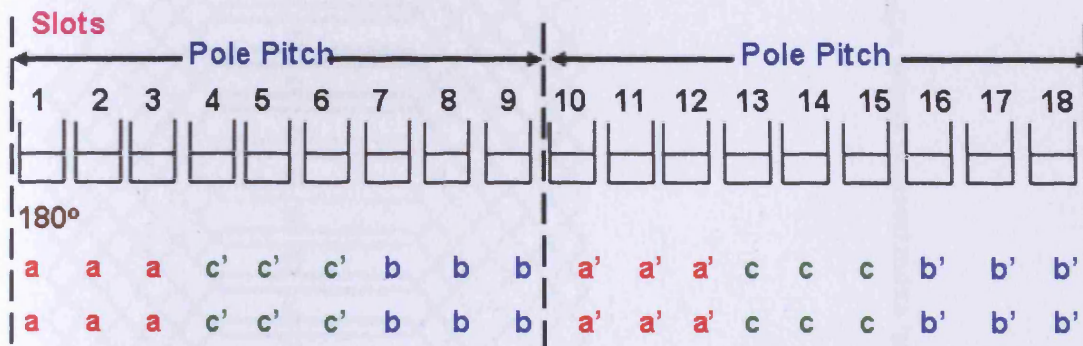 Slots
Pole Pitch Pole Pitch
1 2 3 4 5 6 7 8 9 10 11 12 13 14 15 16 17 18
180º
a a a c' c' c' b b b a' a' a' c c c b' b' b'
a a a c' c' c' b b b a' a' a' c c c b' b' b'